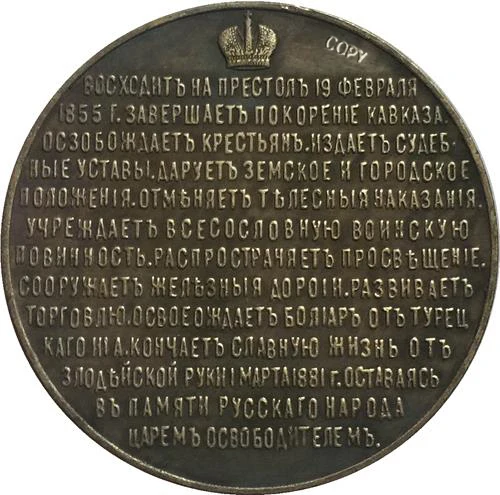 COPY
ВОСХОДИТЪ НА ПРЕСТОЛЪ 19 ФЕВРАЛЯ
1855 Г. ЗАВЕРШАЕТЪ ПОКОРЕНІЕ КАВКАЗА.
ОСВОБОЖДАЕТЪ КРЕСТЬЯНЪ. ИЗДАЕТЪ СУДЕБ-
НЫЕ УСТАВЫ. ДАРУЕТЪ ЗЕМСКОЕ И ГОРОДСКОЕ
ПОЛОЖЕНІЯ. ОТМѢНЯЕТЪ ТѢЛЕСНЫЯ НАКАЗАНІЯ.
УЧРЕЖДАЕТЪ ВСЕСОСЛОВНУЮ ВОИНСКУЮ
ПОВИННОСТЬ. РАСПРОСТРАНЯЕТЪ ПРОСВѢЩЕНІЕ.
СООРУЖАЕТЪ ЖЕЛѢЗНЫЯ ДОРОГИ. РАЗВИВАЕТЪ
ТОРГОВЛЮ. ОСВОЕОЖДАЕТЪ БОЛГАРЪ ОТЪ ТУРЕЦ
КАГО ИГА. КОНЧАЕТЪ СЛАВНУЮ ЖИЗНЬ ОТЪ
ЗЛОДѢЙСКОЙ РУКИ 1 МАРТА 1881 Г. ОСТАВАЯСЬ
ВЪ ПАМЯТИ РУССКАГО НАРОДА
ЦАРЕМЪ ОСВОБОДИТЕЛЕМЪ.